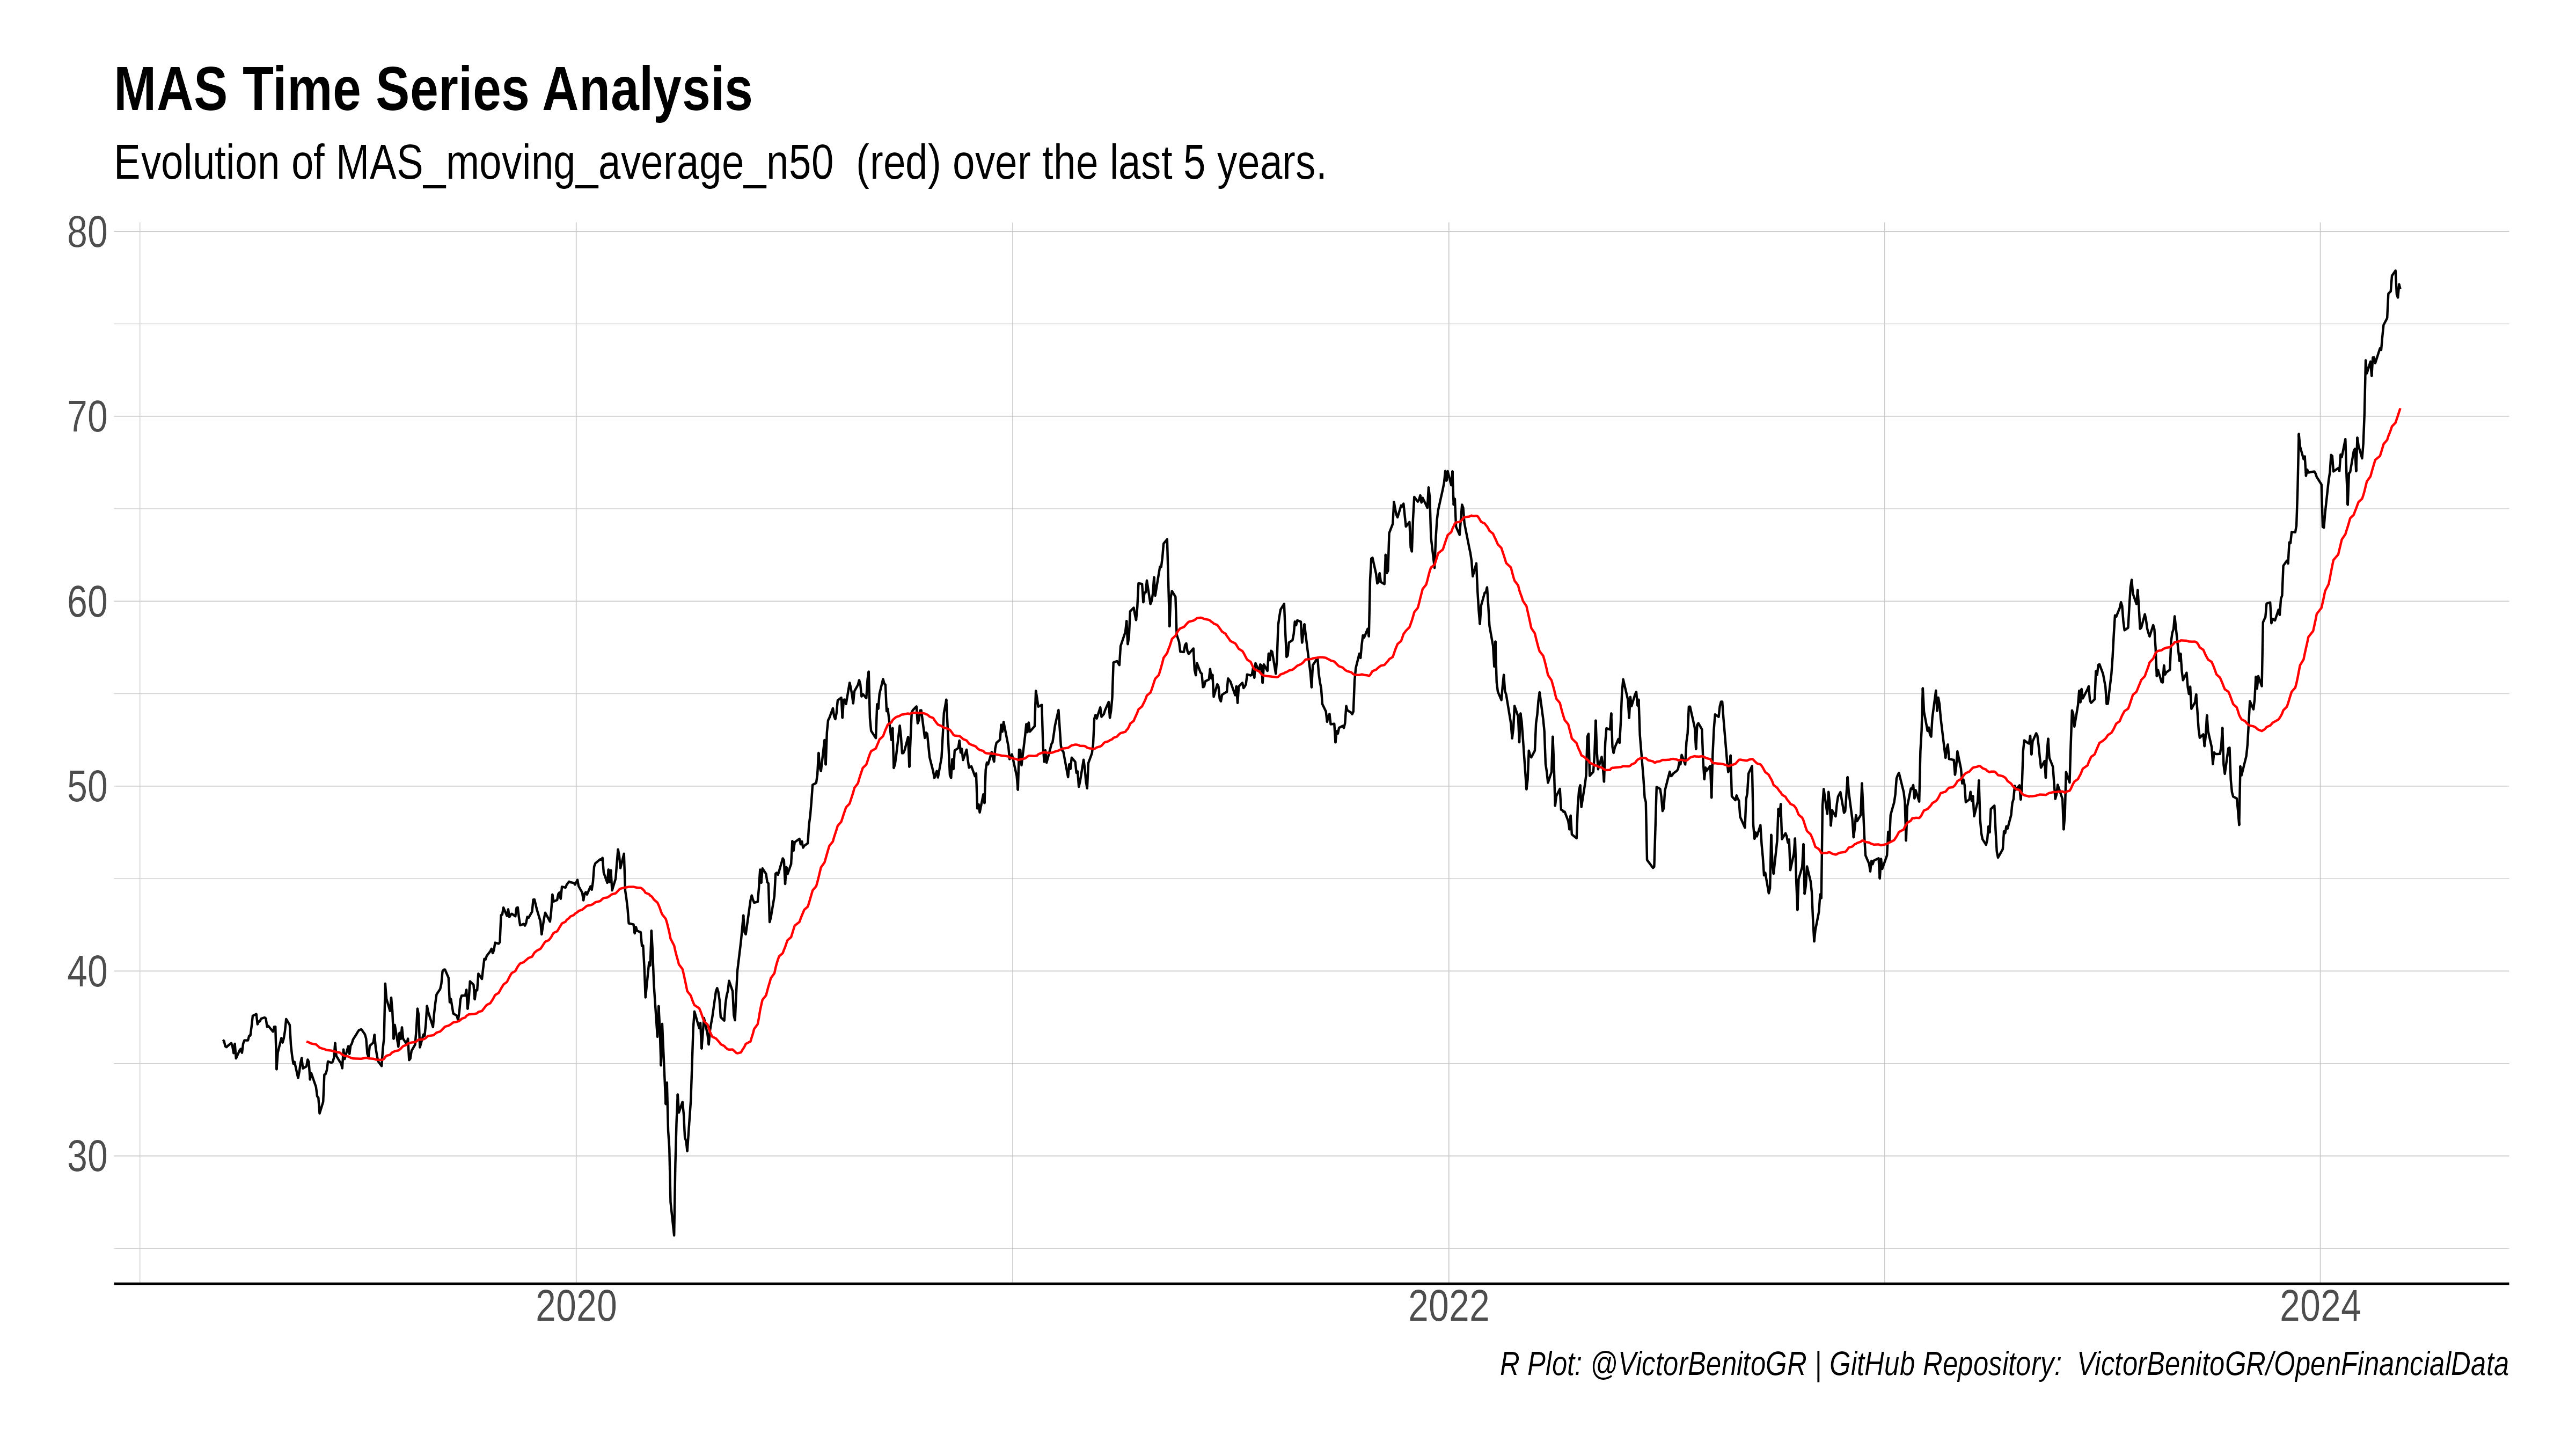 MAS Time Series Analysis
Evolution of MAS_moving_average_n50  (red) over the last 5 years.
80
70
60
50
40
30
2020 2022 2024
R Plot: @VictorBenitoGR | GitHub Repository:  VictorBenitoGR/OpenFinancialData